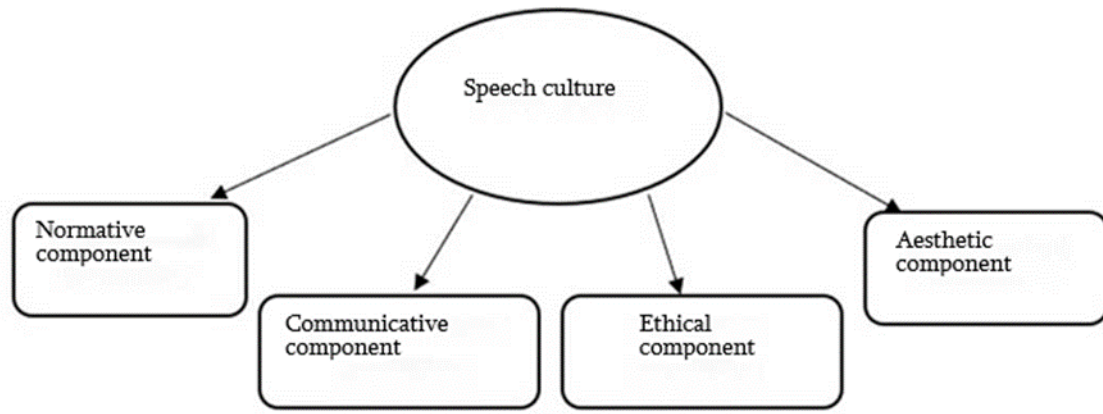 Speech culture
Normative
component
Communicative
component
Ethical
component
Aesthetic
component